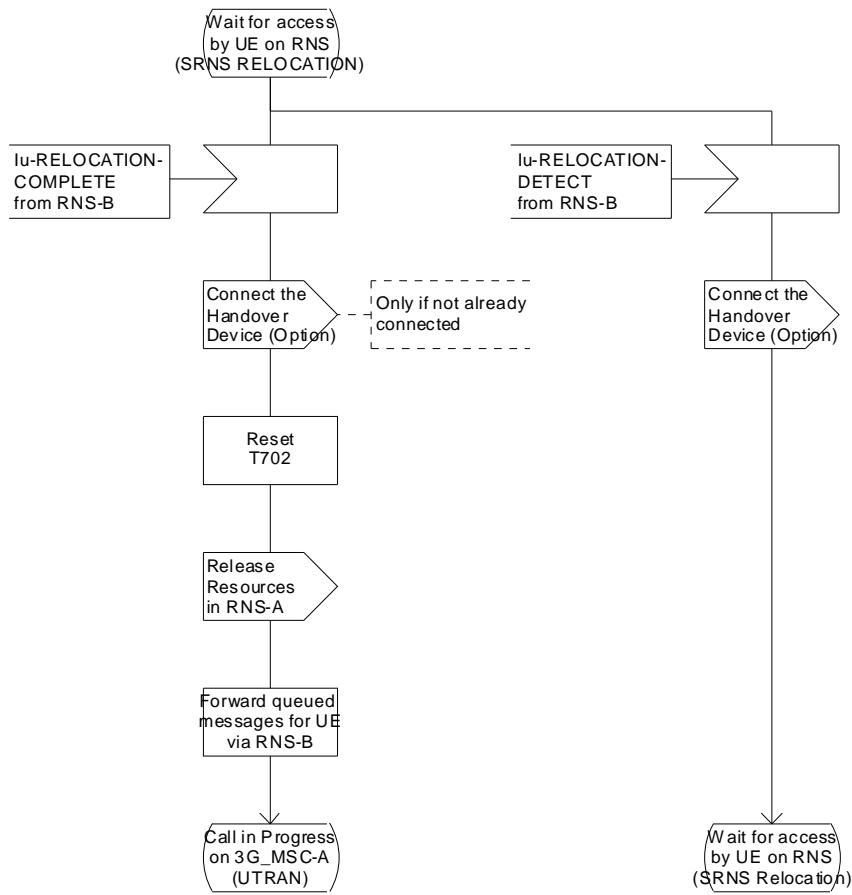 Wait for access
by UE on RNS
(SRNS RELOCATION)
Iu-RELOCATION-
COMPLETE
from RNS-B
Iu-RELOCATION-
DETECT
from RNS-B
Connect the
Handover
Device (Option)
Only if not already
connected
Connect the
Handover
Device (Option)
Reset
T702
Release
Resources
in RNS-A
Forward queued
messages for UE
via RNS-B
Call in Progress
on 3G_MSC-A
(UTRAN)
Wait for access
by UE on RNS
(SRNS Relocation)